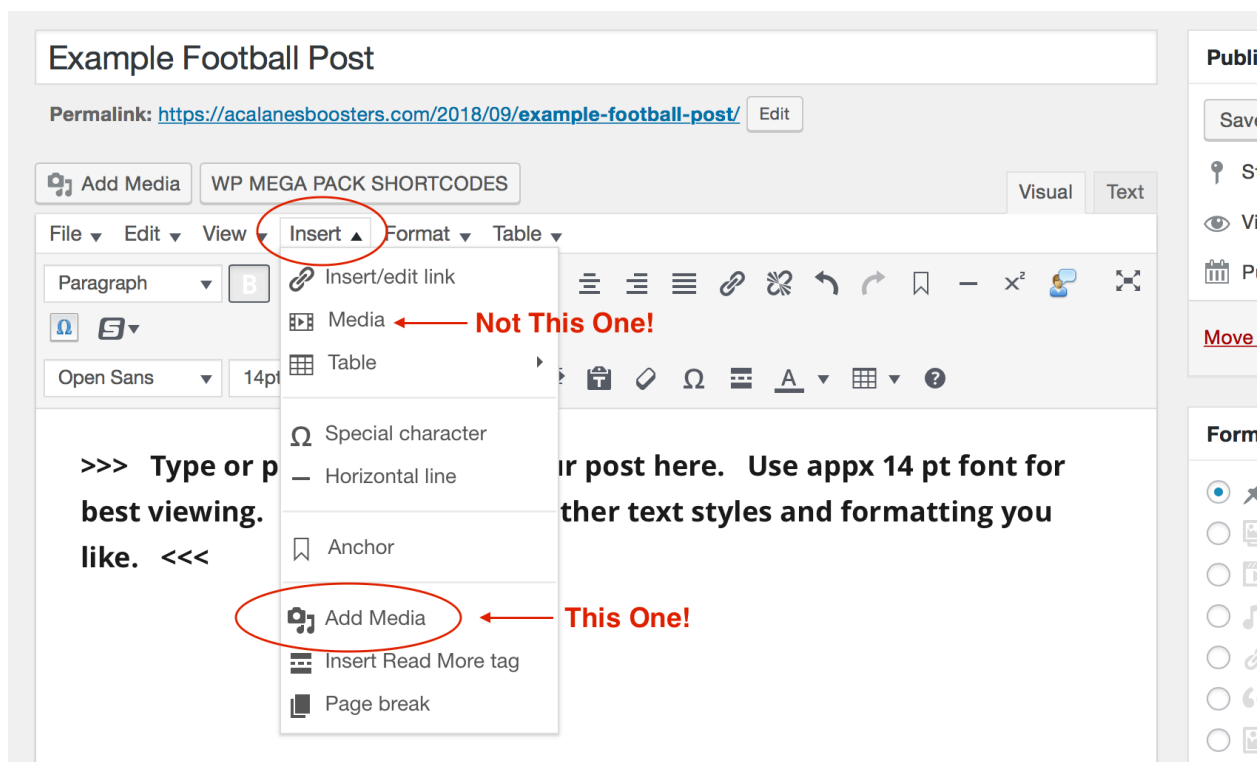 Example Football Post
Publi
Permalink: https://acalanesboosters.com/2018/09/example-football-post/ Edit
Save
Add Media WP MEGA PACK SHORTCODES
Visual Text
File Edit View Insert Format Table
Paragraph B
Insert/edit link
Media Not This One!
Table
Move
Open Sans 14pt
Special character
Horizontal line
Anchor
Add Media This One!
Insert Read More tag
Page break
Form
>>> Type or p ur post here. Use appx 14 pt font for
best viewing. ther text styles and formatting you
like. <<<